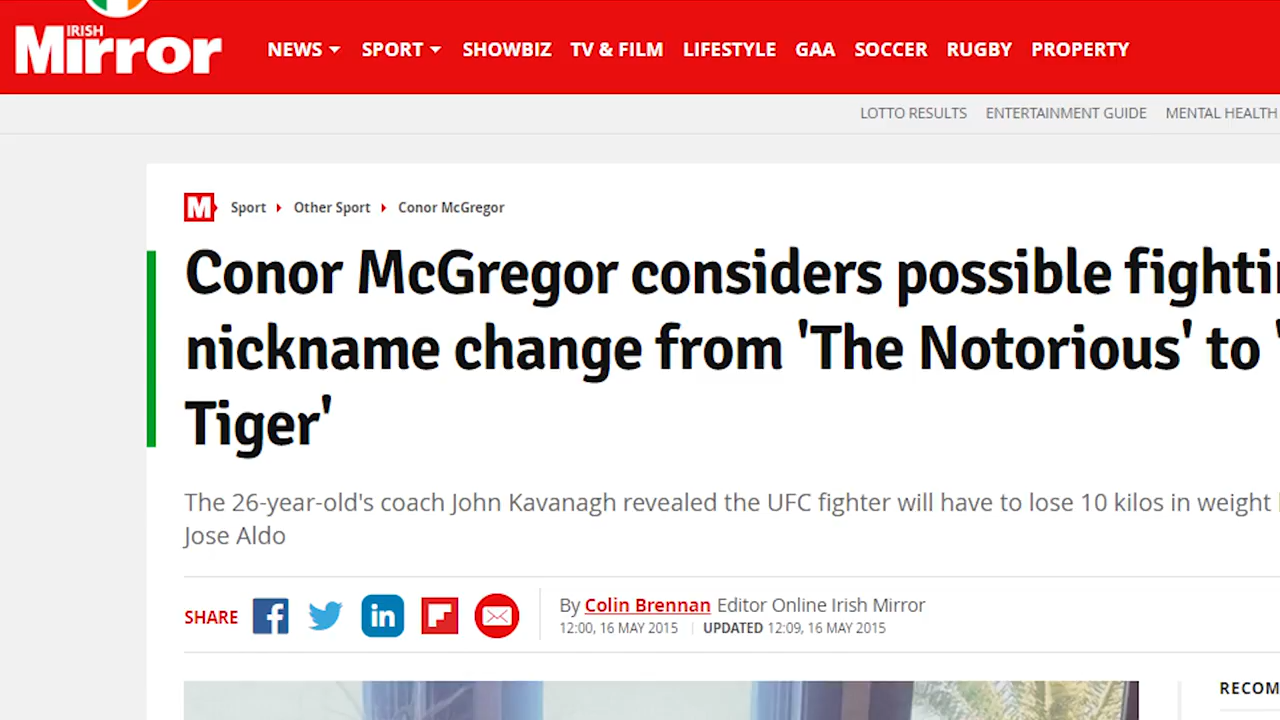 IRISH
Mirror
NEWS SPORT SHOWBIZ TV & FILM LIFESTYLE GAA SOCCER RUGBY PROPERTY
LOTTO RESULTS ENTERTAINMENT GUIDE MENTAL HEALTH
M Sport Other Sport Conor McGregor
Conor McGregor considers possible
nickname change from 'The Notorious' to '
Tiger'
The 26-year-old's coach John Kavanagh revealed the UFC fighter will have to lose 10 kilos in weight
Jose Aldo
SHARE
By Colin Brennan Editor Online Irish Mirror
12:00, 16 MAY 2015 UPDATED 12:09, 16 MAY 2015